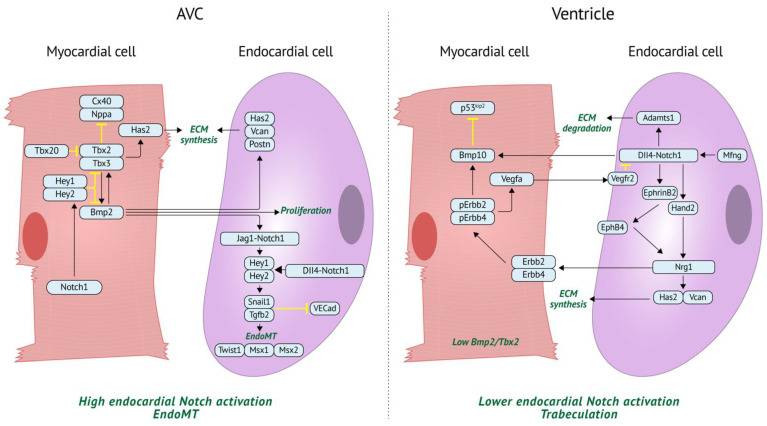 AVC
Myocardial cell
Endocardial cell
Cx40
Nppa
Has2
Tbx20
Tbx2
Tbx3
Hey1
Hey2
Bmp2
Notch1
ECM
synthesis
Has2
Vcan
Postn
Proliferation
Jag1-Notch1
Hey1
Hey2
Dll4-Notch1
Snail1
Tgfb2
VECad
EndoMT
Twist1
Msx1
Msx2
High endocardial Notch activation
EndoMT
Ventricle
Myocardial cell
Endocardial cell
p53kip2
Bmp10
Vegfa
pErbb2
pErbb4
Erbb2
Erbb4
ECM
degradation
Adamts1
Dll4-Notch1
Mfng
Vegfr2
EphrinB2
Hand2
EphB4
Nrg1
ECM
synthesis
Has2
Vcan
Low Bmp2/Tbx2
Lower endocardial Notch activation
Trabeculation